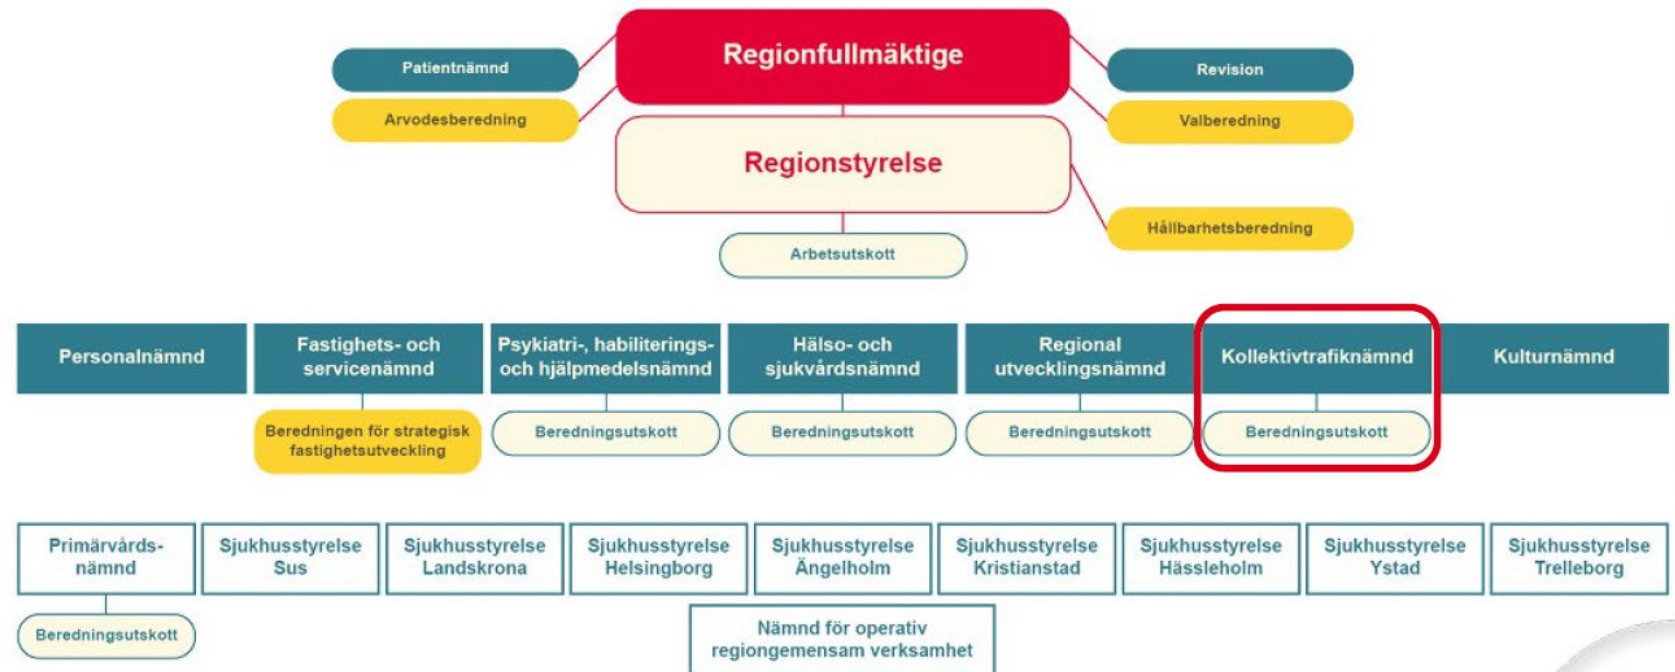 Regionfullmäktige
Patientnämnd
Revision
Arvodesberedning
Valberedning
Regionstyrelse
Hållbarhetsberedning
Arbetsutskott
Personalnämnd
Fastighets- och
servicenämnd
Psykiatri-, habiliterings-
och hjälpmedelsnämnd
Hälso- och
sjukvårdsnämnd
Regional
utvecklingsnämnd
Kollektivtrafiknämnd
Kulturnämnd
Beredningen för strategisk
fastighetsutveckling
Beredningsutskott
Beredningsutskott
Beredningsutskott
Beredningsutskott
Primärvårds-
nämnd
Sjukhusstyrelse
Sus
Sjukhusstyrelse
Landskrona
Sjukhusstyrelse
Helsingborg
Sjukhusstyrelse
Ängelholm
Sjukhusstyrelse
Kristianstad
Sjukhusstyrelse
Hässleholm
Sjukhusstyrelse
Ystad
Sjukhusstyrelse
Trelleborg
Beredningsutskott
Nämnd för operativ
regiongemensam verksamhet